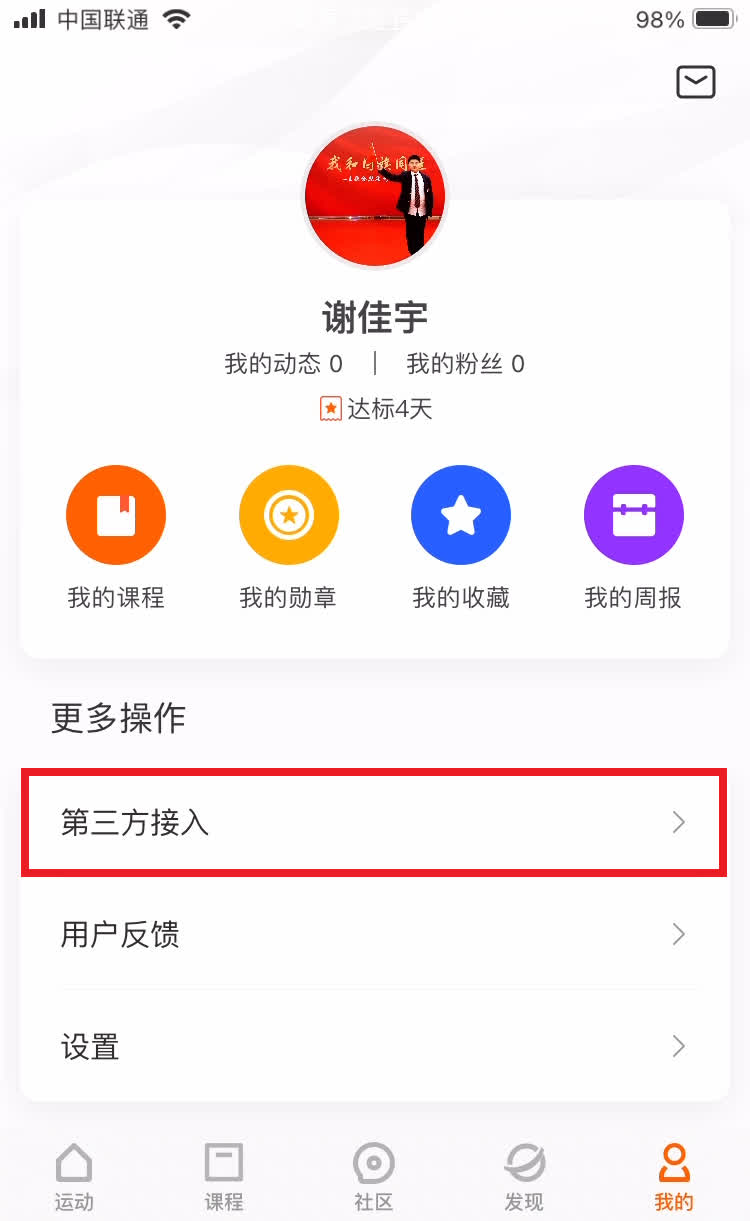 中国联通 98%
谢佳宇
我的动态 0 | 我的粉丝 0
达标4天
我的课程 我的勋章 我的收藏 我的周报
更多操作
第三方接入
用户反馈
设置
运动 课程 社区 发现 我的